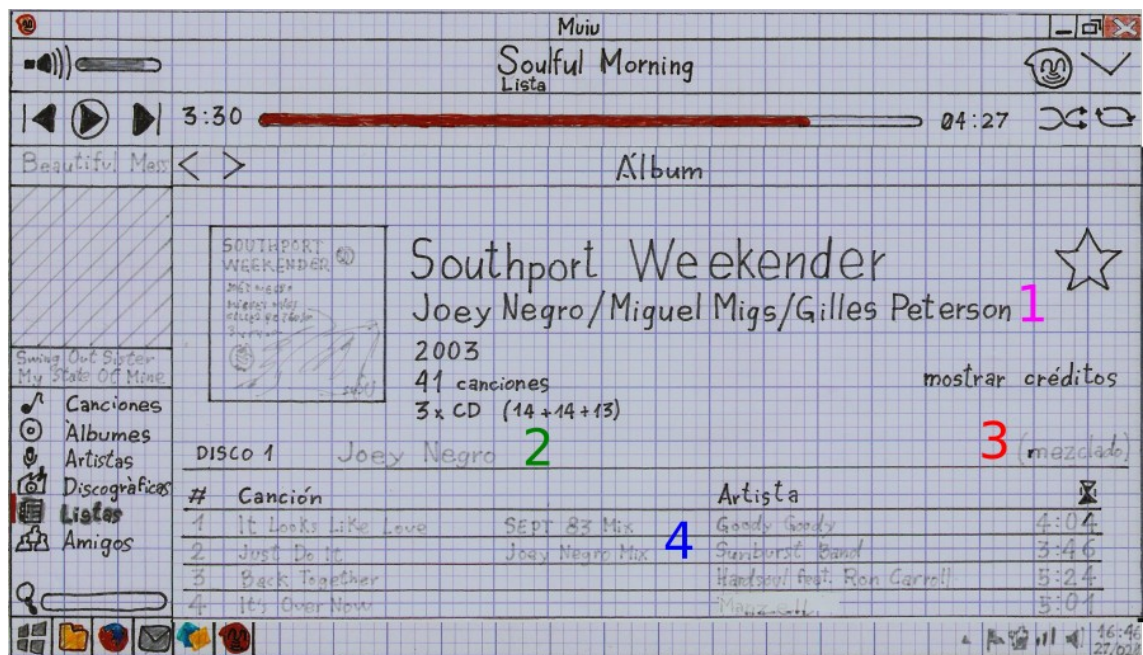 Muiu
Soulful Morning
Lista
3:30
04:27
Beautiful Mess
Álbum
SOUTHPORT
WEEKENDER
Southport Weekender
Joey Negro/Miguel Migs/Gilles Peterson 1
2003
41 canciones
3 x CD (14+14+13)
mostrar créditos
Swing Out Sister
My State Of Mine
Canciones
Álbumes
Artistas
Discogràficas
Listas
Amigos
DISCO 1 Joey Negro 2 3 (mezclado)
# Canción Artista
1 It Looks Like Love SEPT 83 Mix Goody Goody 4:04
2 Just Do It Joey Negro Mix 4 Sunburst Band 3:46
3 Back Together Hardsoul feat. Ron Carroll 5:24
4 It's Over Now 5:01
16:46